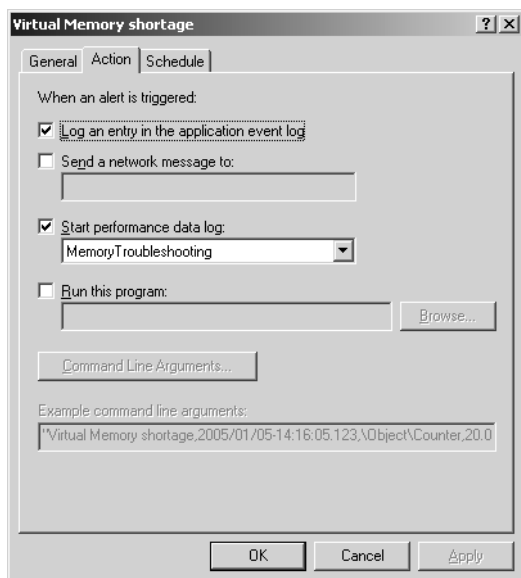 Virtual Memory shortage
General Action Schedule
When an alert is triggered:
Log an entry in the application event log
Send a network message to:
Start performance data log:
MemoryTroubleshooting
Run this program:
Browse...
Command Line Arguments...
Example command line arguments:
"Virtual Memory shortage,2005/01/05-14:16:05.123,\Object\Counter,20.0
OK Cancel Apply